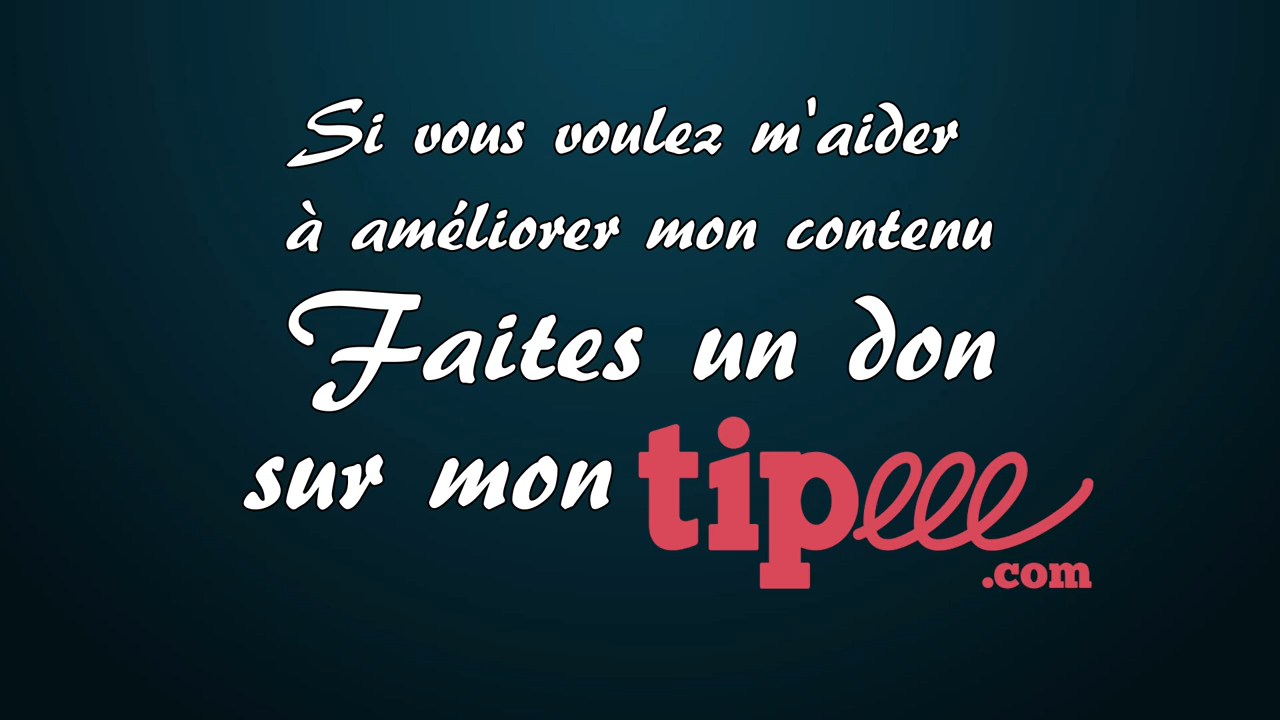 Si vous voulez m'aider
à améliorer mon contenu
Faites un don
sur mon tipeee
.com